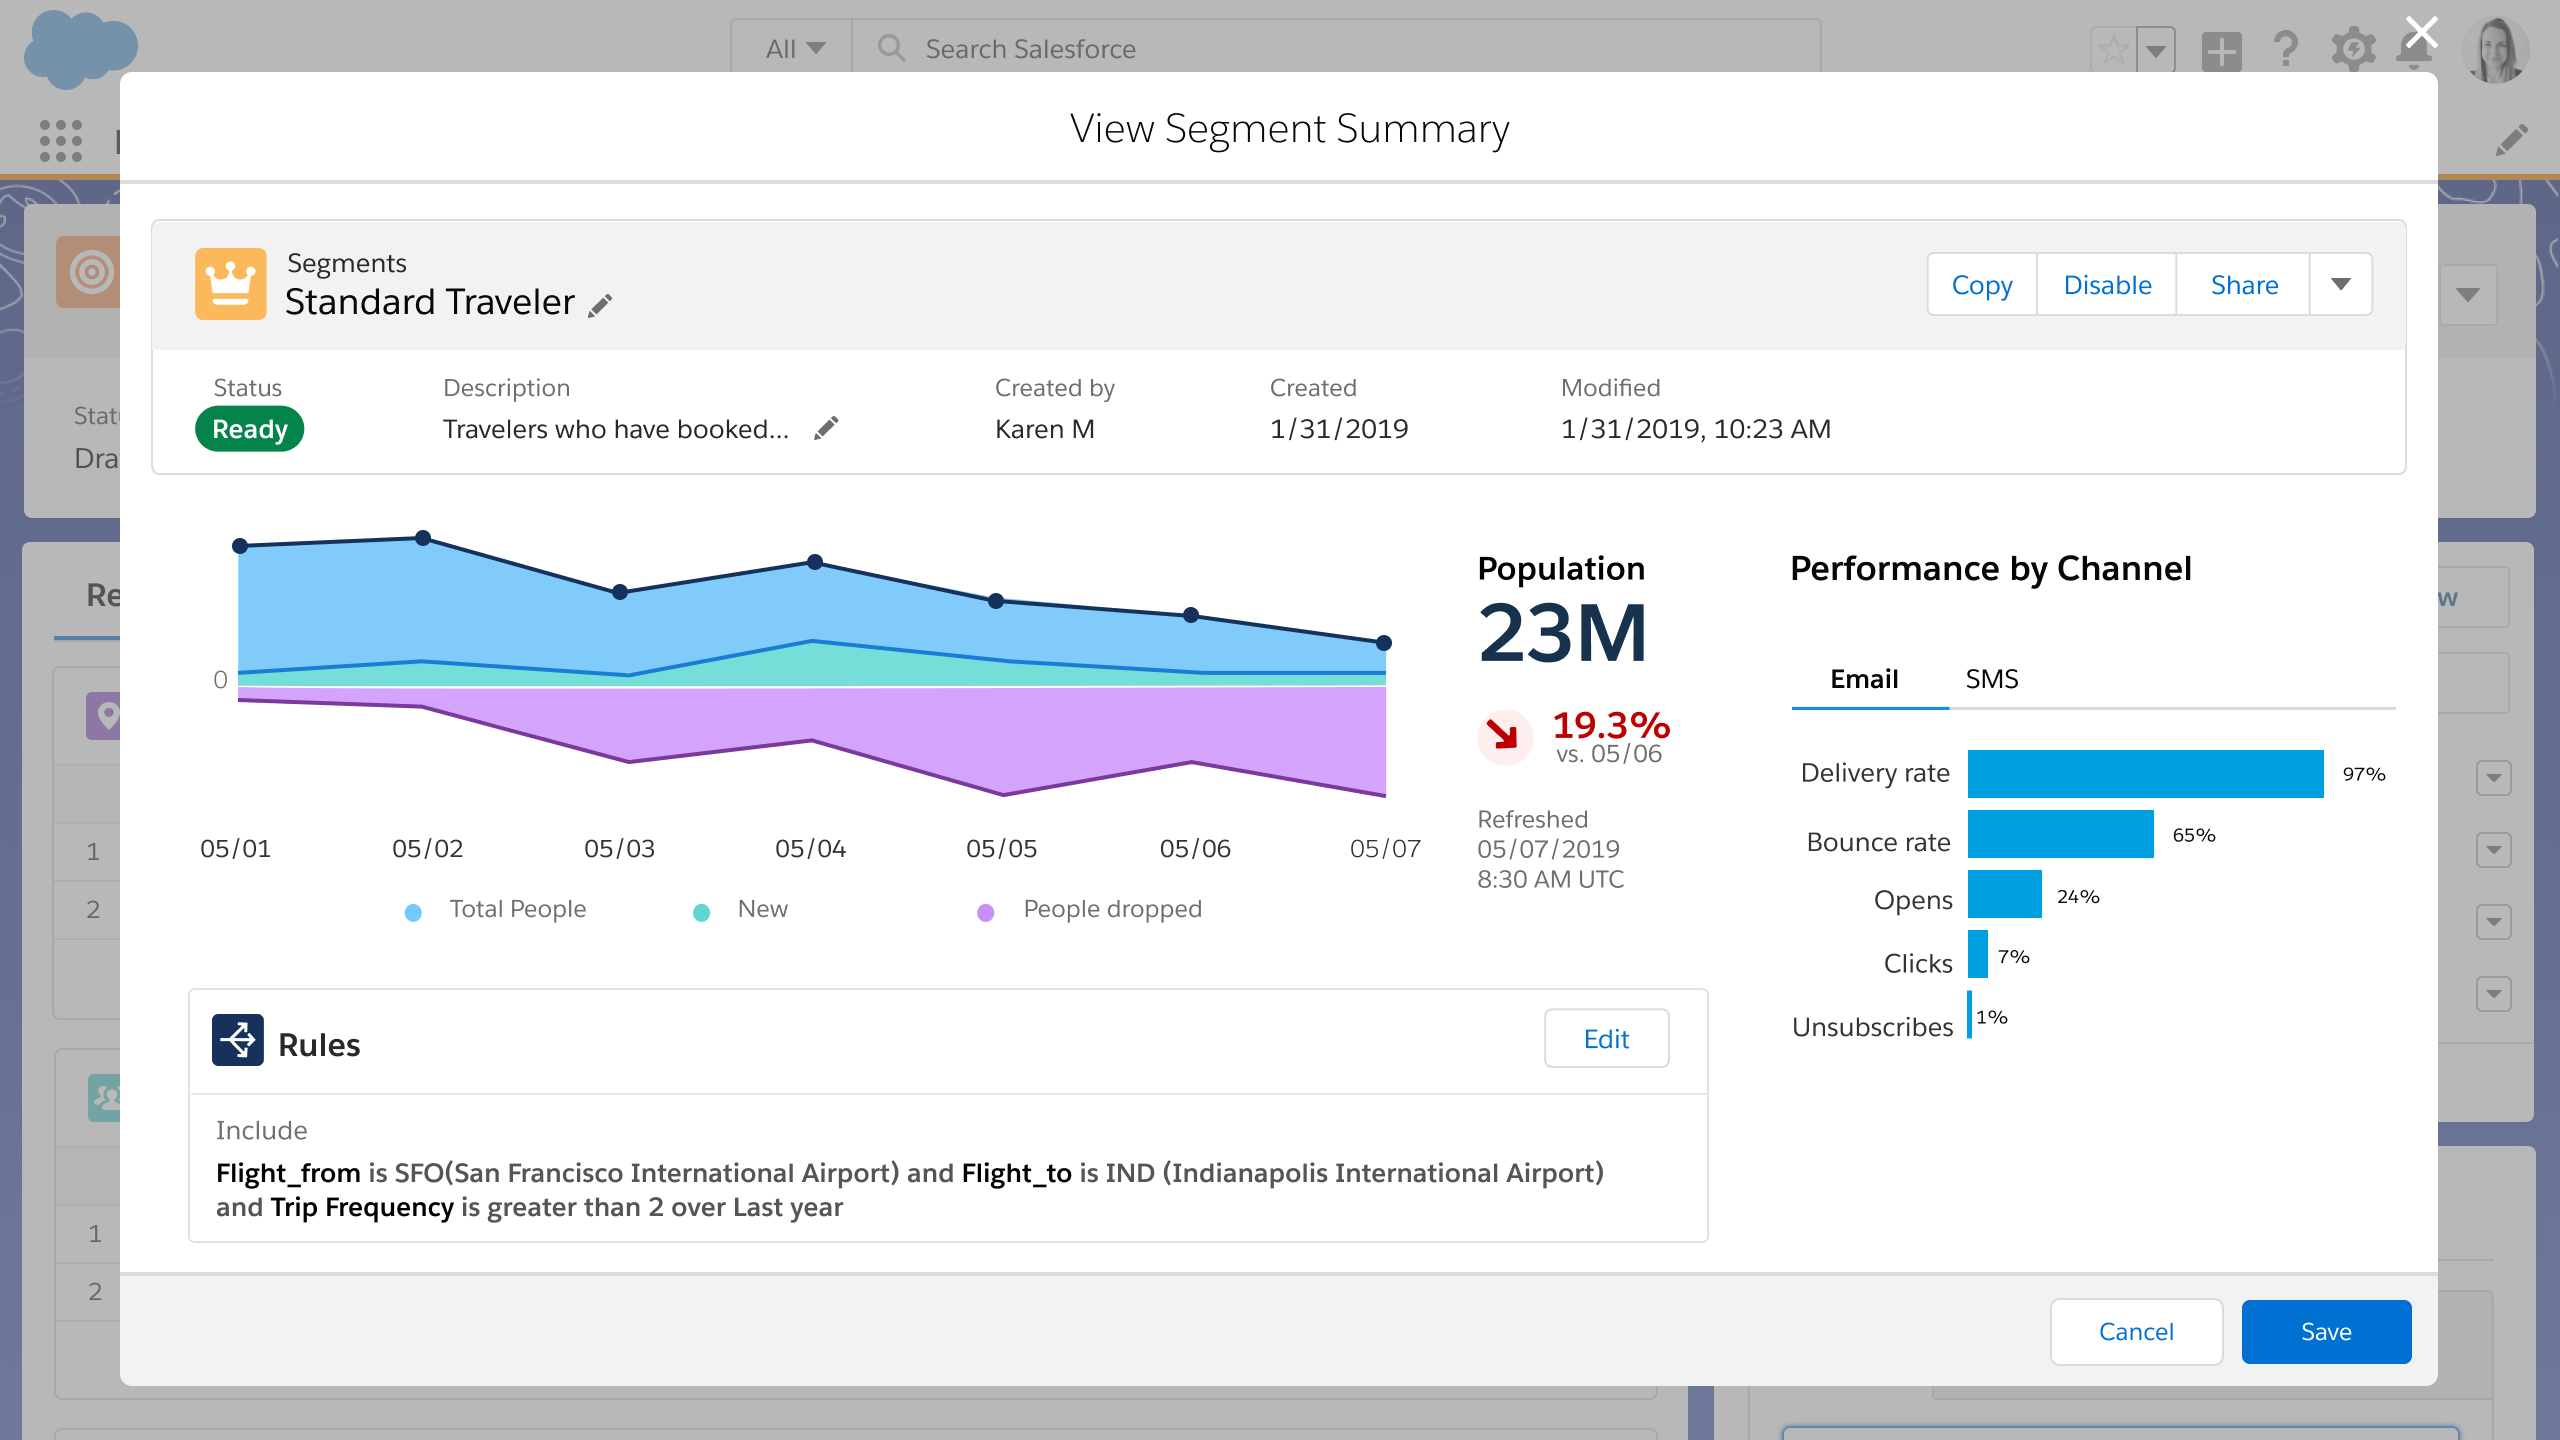 All
Search Salesforce
View Segment Summary
Segments
Standard Traveler
Copy
Disable
Share
Status
Description
Created by
Created
Modified
Ready
Travelers who have booked...
Karen M
1/31/2019
1/31/2019, 10:23 AM
0
05/01
05/02
05/03
05/04
05/05
05/06
05/07
Total People
New
People dropped
Population
23M
19.3%
vs. 05/06
Refreshed
05/07/2019
8:30 AM UTC
Performance by Channel
Email
SMS
Delivery rate
97%
Bounce rate
65%
Opens
24%
Clicks
7%
Unsubscribes
1%
Rules
Edit
Include
Flight_from is SFO(San Francisco International Airport) and Flight_to is IND (Indianapolis International Airport)
and Trip Frequency is greater than 2 over Last year
Cancel
Save
1
2
1
2